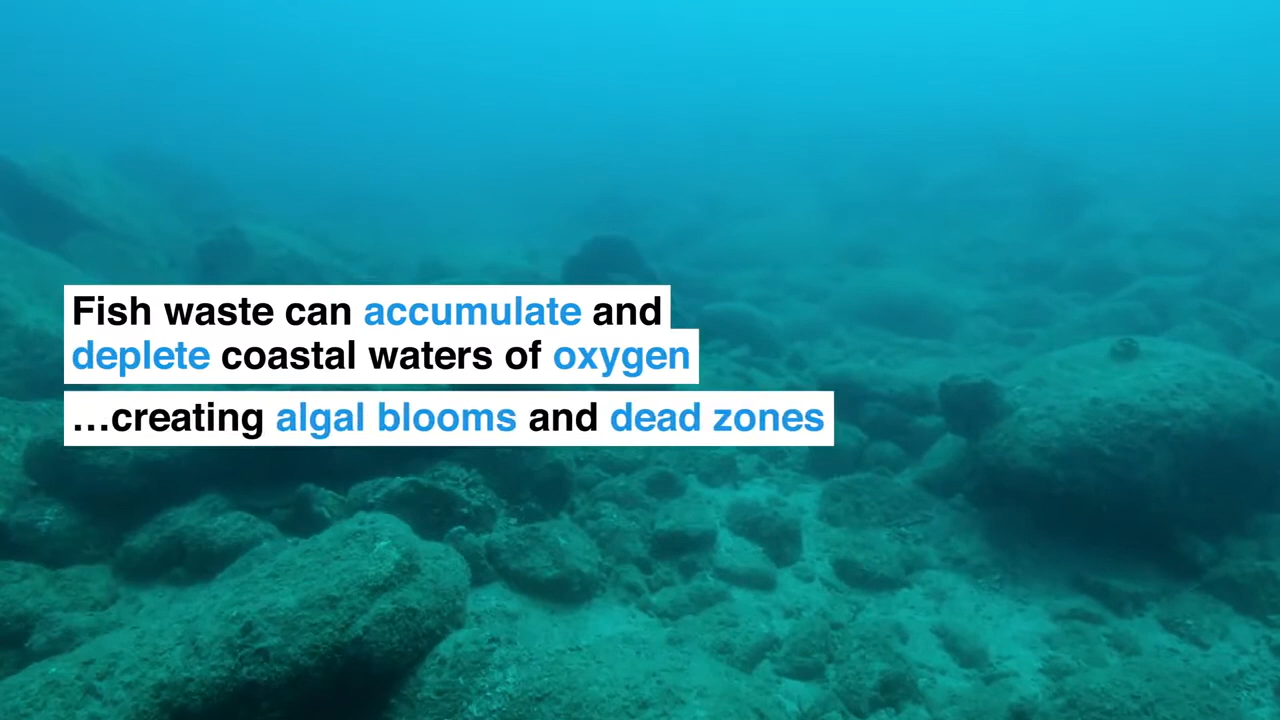 Fish waste can accumulate and
deplete coastal waters of oxygen
…creating algal blooms and dead zones